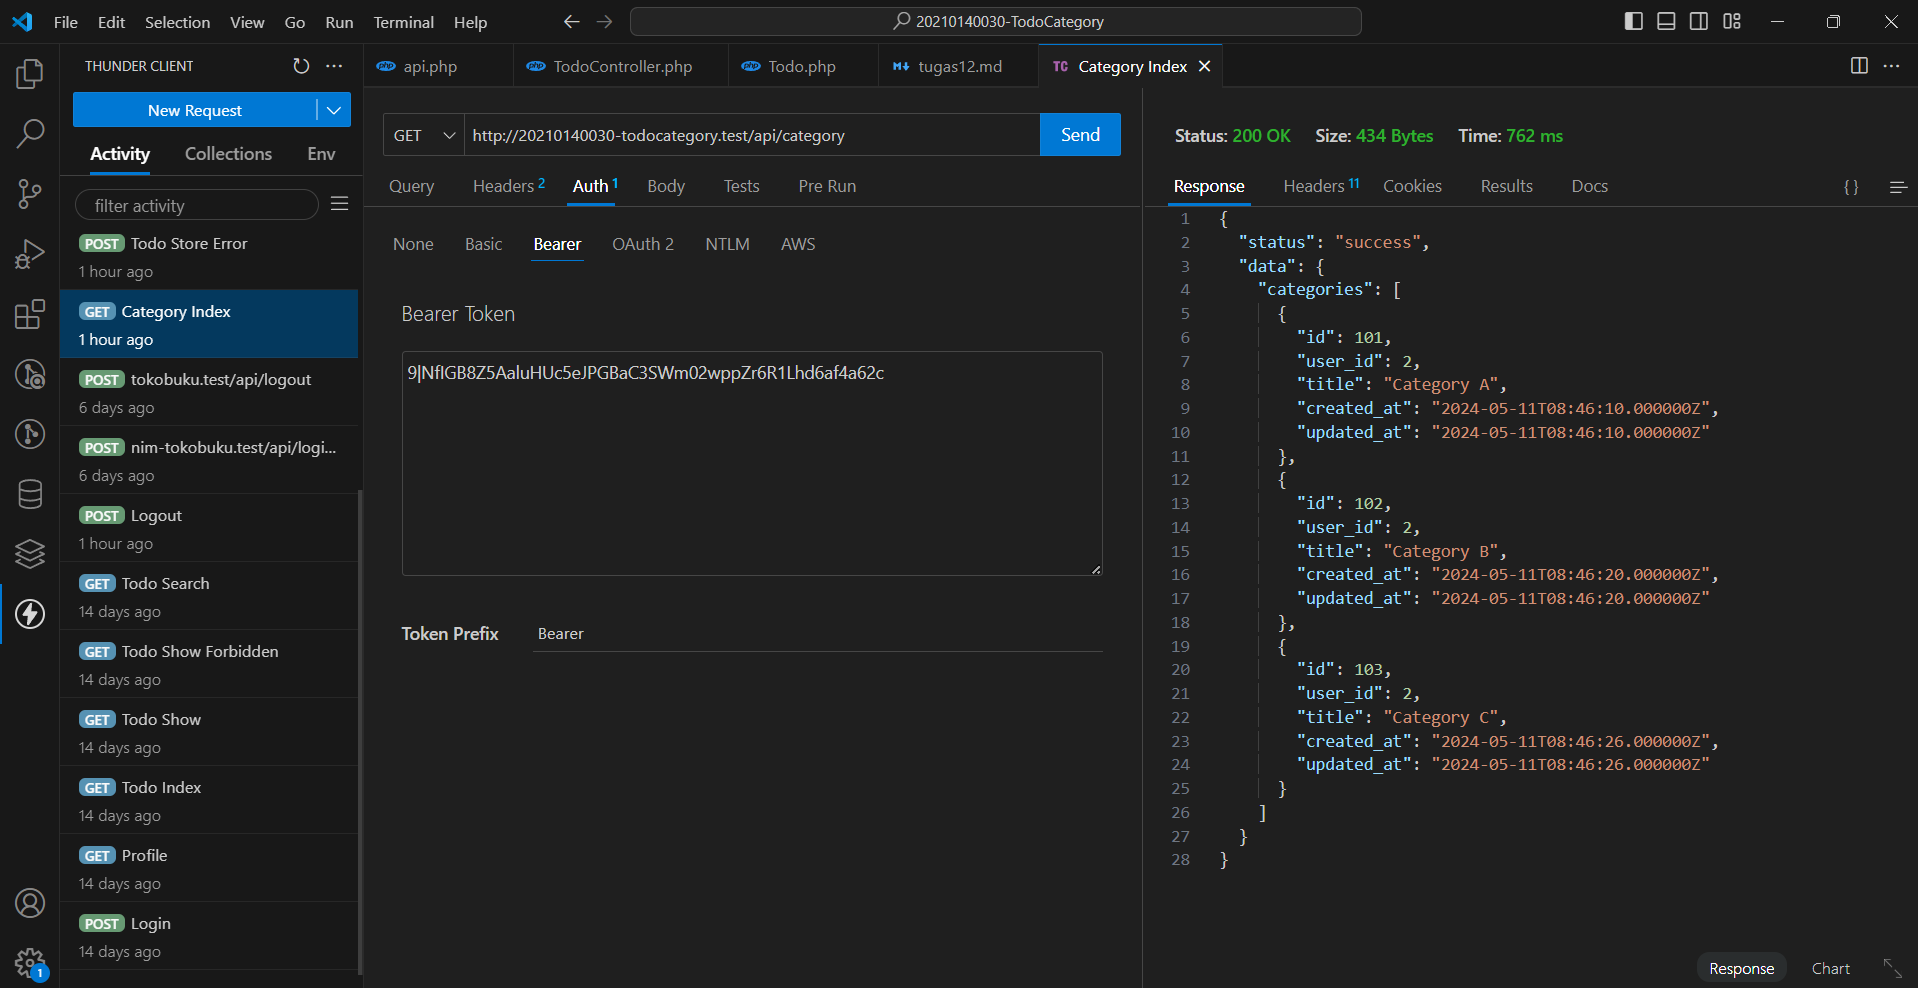 File Edit Selection View Go Run Terminal Help
20210140030-TodoCategory
THUNDER CLIENT
New Request
Activity Collections Env
filter activity
POST Todo Store Error
1 hour ago
GET Category Index
1 hour ago
POST tokobuku.test/api/logout
6 days ago
POST nim-tokobuku.test/api/logi...
6 days ago
POST Logout
1 hour ago
GET Todo Search
14 days ago
GET Todo Show Forbidden
14 days ago
GET Todo Show
14 days ago
GET Todo Index
14 days ago
GET Profile
14 days ago
POST Login
14 days ago
1
php api.php
php TodoController.php
php Todo.php
M↓ tugas12.md
TC Category Index
GET http://20210140030-todocategory.test/api/category Send
Query Headers 2 Auth 1 Body Tests Pre Run
None Basic Bearer OAuth 2 NTLM AWS
Bearer Token
9|NfIGB8Z5AaluHUc5eJPGBaC3SWm02wppZr6R1Lhd6af4a62c
Token Prefix Bearer
Status: 200 OK Size: 434 Bytes Time: 762 ms
Response Headers 11 Cookies Results Docs { }
1 {
2 "status": "success",
3 "data": {
4 "categories": [
5 {
6 "id": 101,
7 "user_id": 2,
8 "title": "Category A",
9 "created_at": "2024-05-11T08:46:10.000000Z",
10 "updated_at": "2024-05-11T08:46:10.000000Z"
11 },
12 {
13 "id": 102,
14 "user_id": 2,
15 "title": "Category B",
16 "created_at": "2024-05-11T08:46:20.000000Z",
17 "updated_at": "2024-05-11T08:46:20.000000Z"
18 },
19 {
20 "id": 103,
21 "user_id": 2,
22 "title": "Category C",
23 "created_at": "2024-05-11T08:46:26.000000Z",
24 "updated_at": "2024-05-11T08:46:26.000000Z"
25 }
26 ]
27 }
28 }
Response Chart